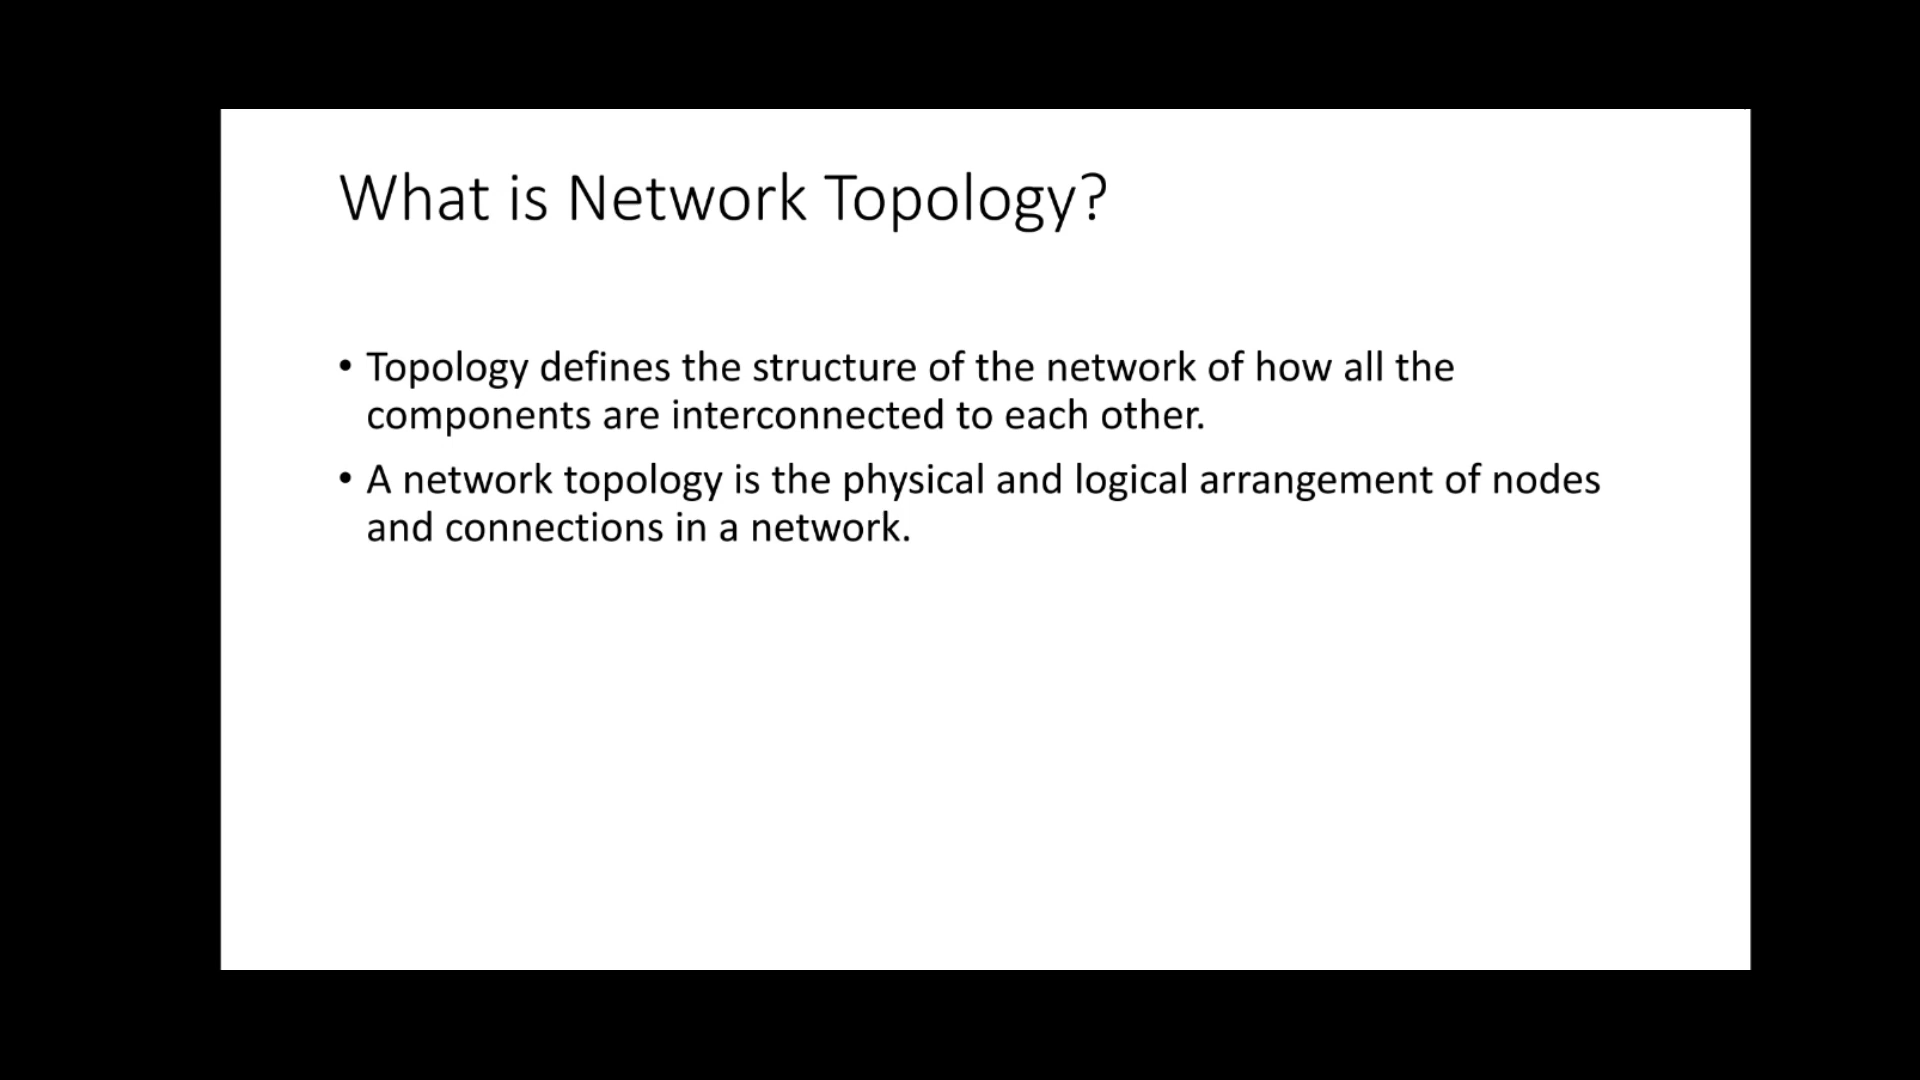 What is Network Topology?
• Topology defines the structure of the network of how all the
components are interconnected to each other.
• A network topology is the physical and logical arrangement of nodes
and connections in a network.